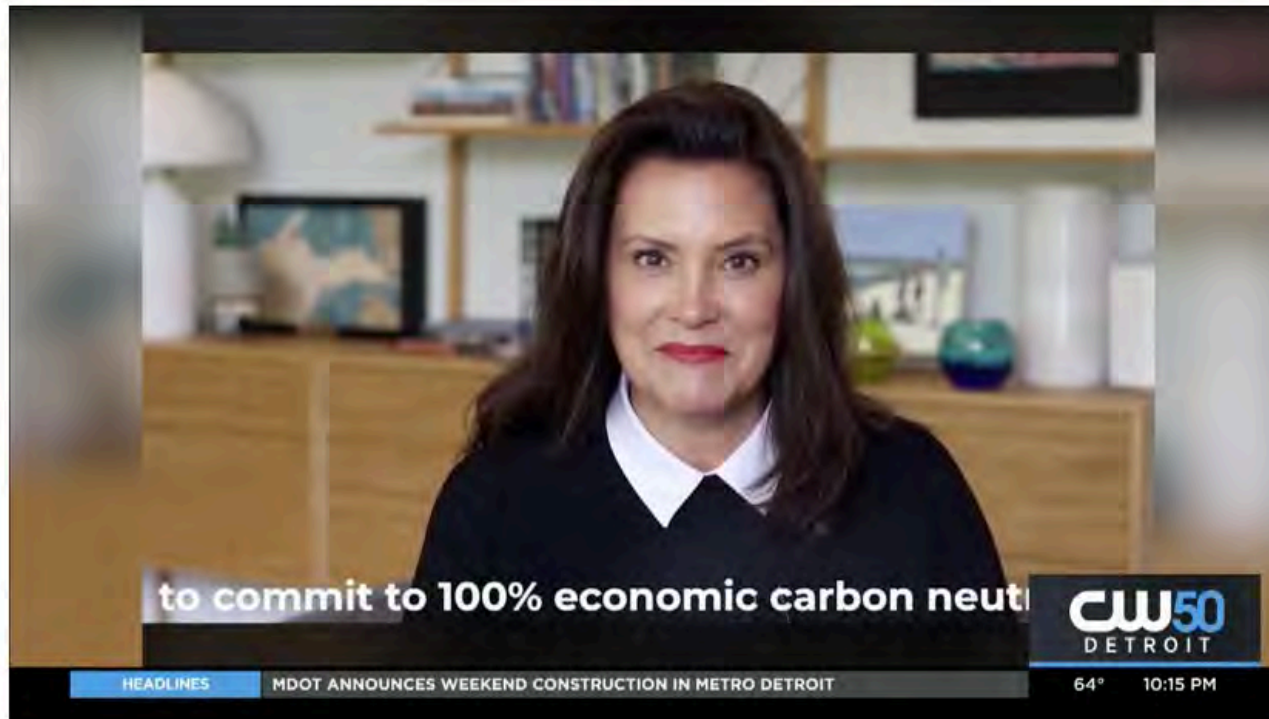 to commit to 100% economic carbon neutr
CW50
DETROIT
HEADLINES MDOT ANNOUNCES WEEKEND CONSTRUCTION IN METRO DETROIT 64° 10:15 PM